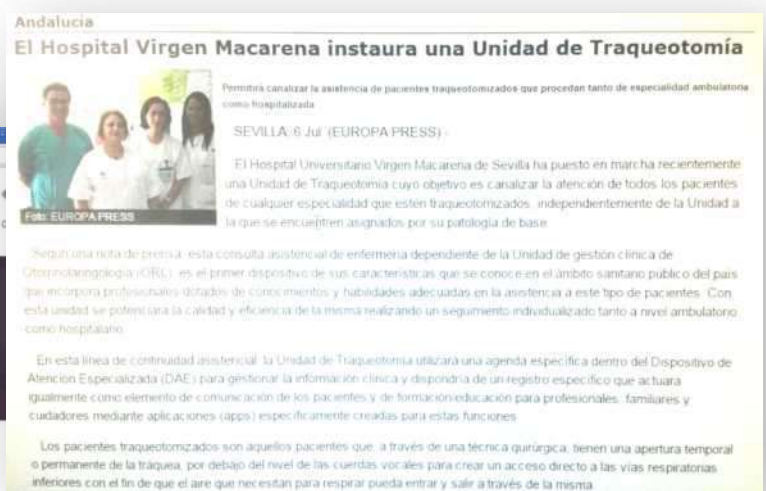 Andalucía
El Hospital Virgen Macarena instaura una Unidad de Traqueotomía
Permitirá canalizar la asistencia de pacientes traqueotomizados que procedan tanto de especialidad ambulatoria
como hospitalizada
SEVILLA, 6 Jul. (EUROPA PRESS) -
El Hospital Universitario Virgen Macarena de Sevilla ha puesto en marcha recientemente
una Unidad de Traqueotomía cuyo objetivo es canalizar la atención de todos los pacientes
de cualquier especialidad que estén traqueotomizados, independientemente de la Unidad a
la que se encuentren asignados por su patología de base.
Foto: EUROPA PRESS
Según una nota de prensa, esta consulta asistencial de enfermería dependiente de la Unidad de gestión clínica de
Otorrinolaringología (ORL), es el primer dispositivo de sus características que se conoce en el ámbito sanitario público del país
que incorpora profesionales dotados de conocimientos y habilidades adecuadas en la asistencia a este tipo de pacientes. Con
esta unidad se potenciará la calidad y eficiencia de la misma realizando un seguimiento individualizado tanto a nivel ambulatorio
como hospitalario.
En esta línea de continuidad asistencial, la Unidad de Traqueotomía utilizará una agenda específica dentro del Dispositivo de
Atención Especializada (DAE) para gestionar la información clínica y dispondría de un registro específico que actuara
igualmente como elemento de comunicación de los pacientes y de formación/educación para profesionales, familiares y
cuidadores mediante aplicaciones (apps) específicamente creadas para estas funciones.
Los pacientes traqueotomizados son aquellos pacientes que, a través de una técnica quirúrgica, tienen una apertura temporal
o permanente de la tráquea, por debajo del nivel de las cuerdas vocales para crear un acceso directo a las vías respiratorias
inferiores con el fin de que el aire que necesitan para respirar pueda entrar y salir a través de la misma.